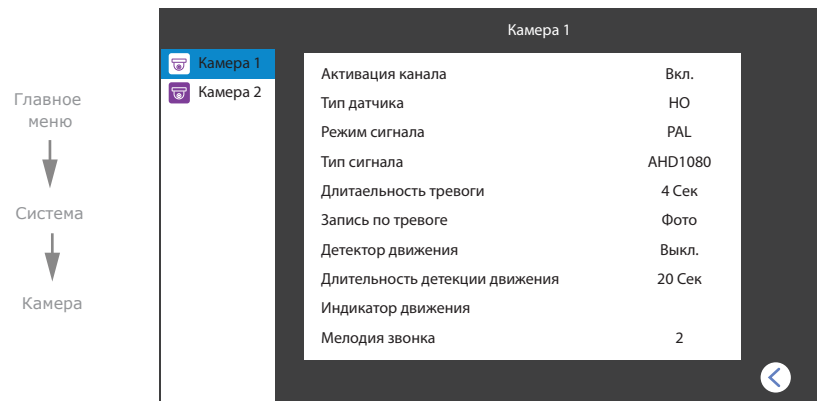 Главное
меню
Система
Камера
Камера 1
Камера 1
Камера 2
Активация канала Вкл.
Тип датчика НО
Режим сигнала PAL
Тип сигнала AHD1080
Длитаельность тревоги 4 Сек
Запись по тревоге Фото
Детектор движения Выкл.
Длительность детекции движения 20 Сек
Индикатор движения
Мелодия звонка 2